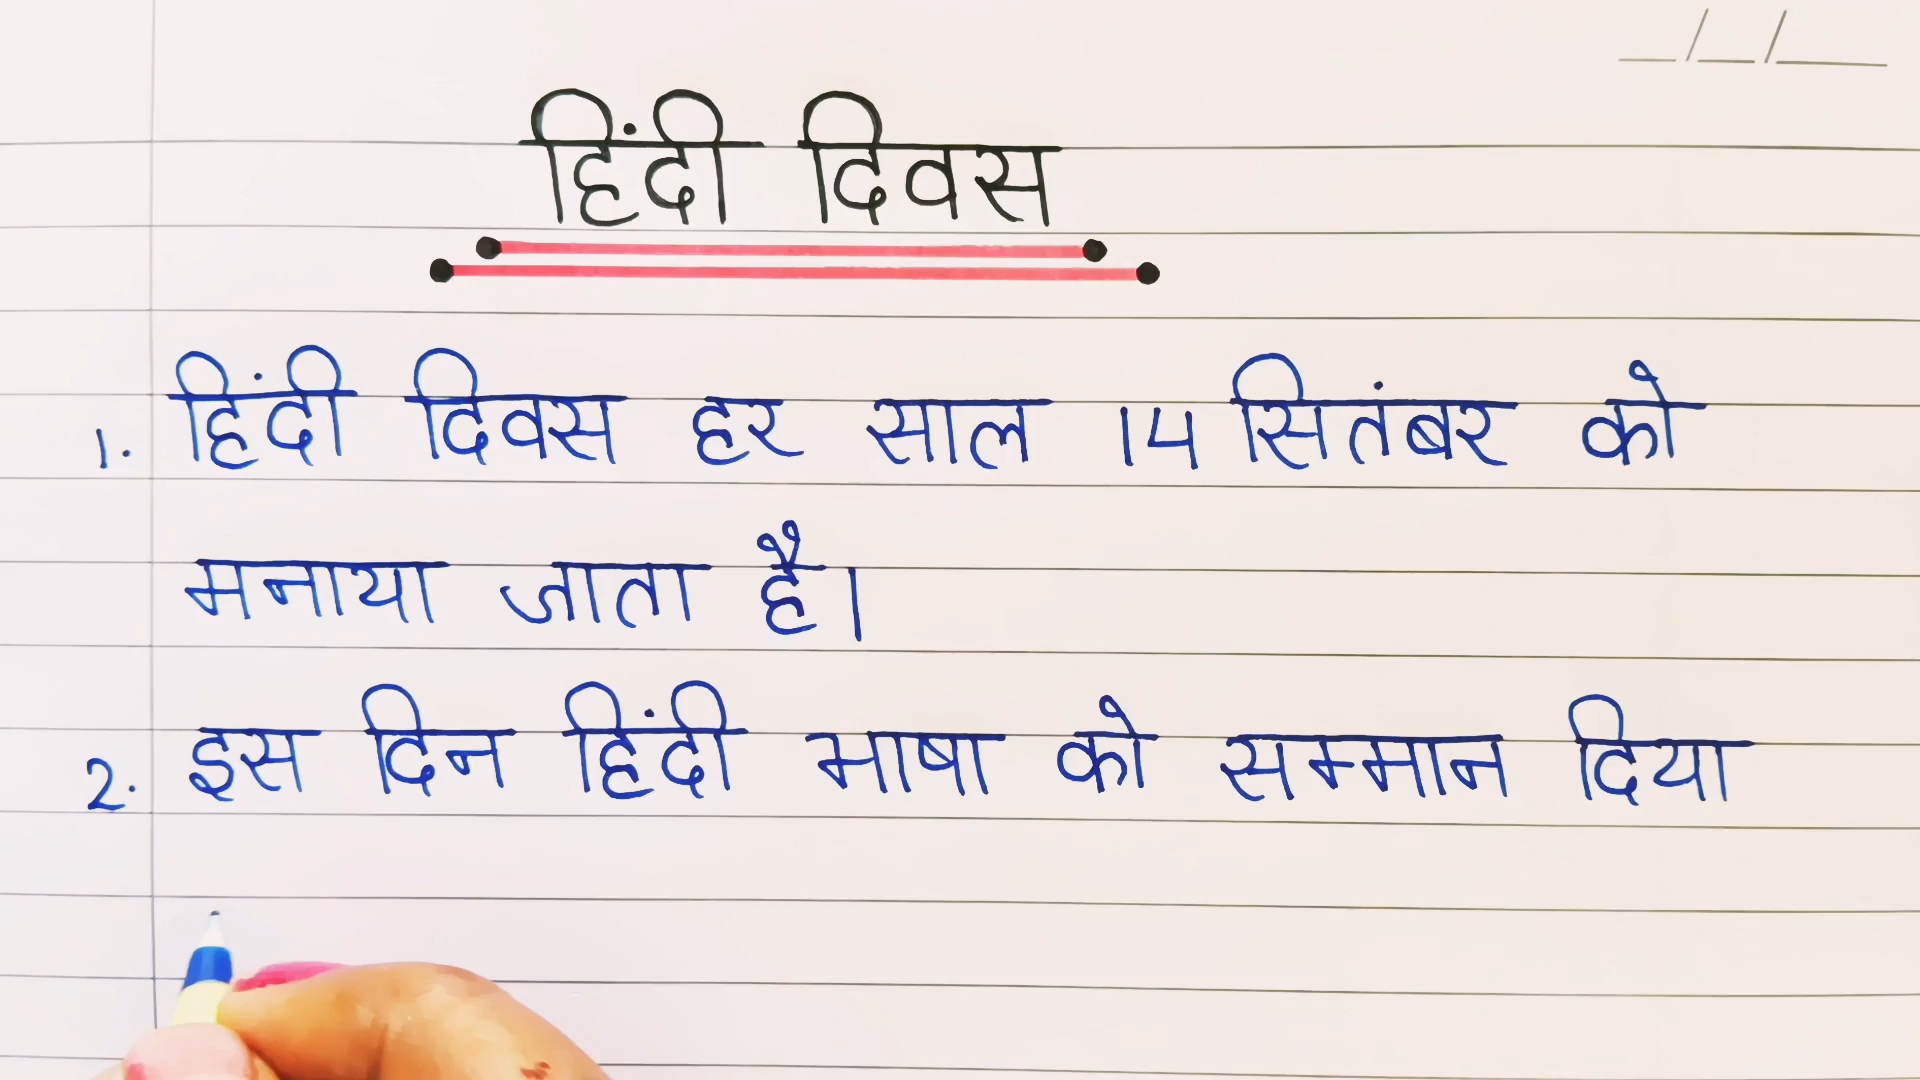 हिंदी दिवस
1. हिंदी दिवस हर साल 14 सितंबर को
मनाया जाता है।
2. इस दिन हिंदी भाषा को सम्मान दिया